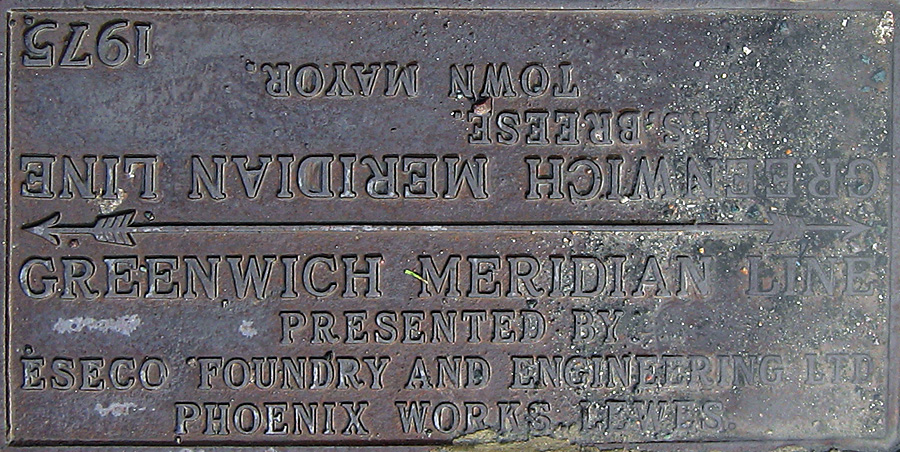 GREENWICH MERIDIAN LINE
PRESENTED BY
ESECO FOUNDRY AND ENGINEERING LTD
PHOENIX WORKS LEWES.
GREENWICH MERIDIAN LINE
BREESE.
TOWN MAYOR.
1975